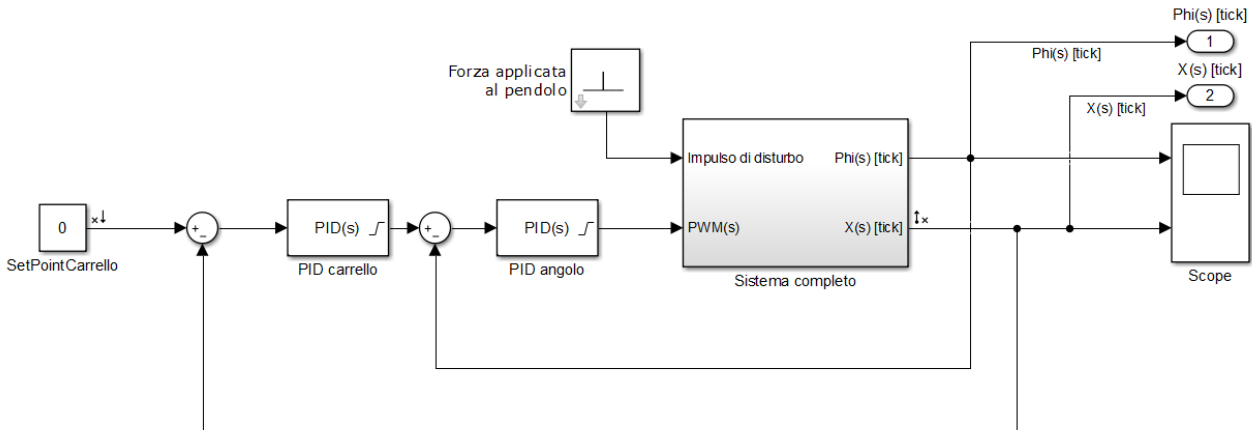 Phi(s) [tick]
1
Phi(s) [tick]
X(s) [tick]
2
X(s) [tick]
Forza applicata
al pendolo
Impulso di disturbo
Phi(s) [tick]
0
PID(s)
PID(s)
PWM(s)
X(s) [tick]
SetPointCarrello
PID carrello
PID angolo
Sistema completo
Scope